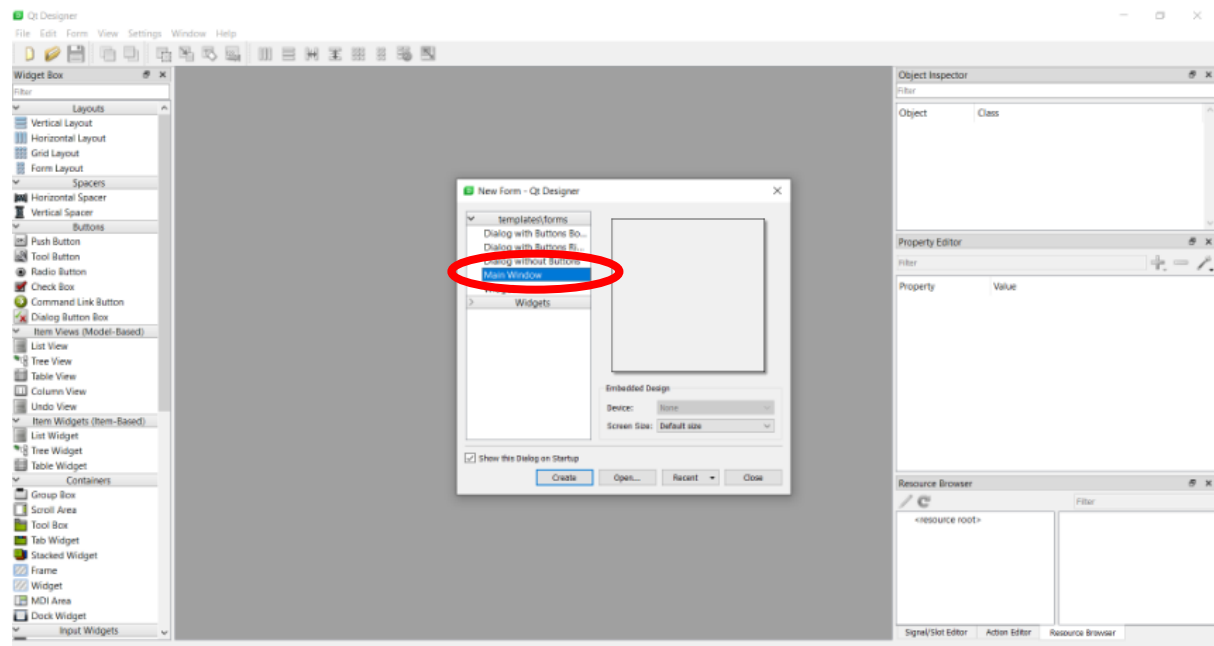 Qt Designer
File Edit Form View Settings Window Help
Widget Box
Filter
Layouts
Vertical Layout
Horizontal Layout
Grid Layout
Form Layout
Spacers
Horizontal Spacer
Vertical Spacer
Buttons
Push Button
Tool Button
Radio Button
Check Box
Command Link Button
Dialog Button Box
Item Views (Model-Based)
List View
Tree View
Table View
Column View
Undo View
Item Widgets (Item-Based)
List Widget
Tree Widget
Table Widget
Containers
Group Box
Scroll Area
Tool Box
Tab Widget
Stacked Widget
Frame
Widget
MDI Area
Dock Widget
Input Widgets
New Form - Qt Designer
templates\forms
Dialog with Buttons Bo...
Dialog with Buttons Ri...
Dialog without Buttons
Main Window
Widgets
Embedded Design
Device: None
Screen Size: Default size
Show this Dialog on Startup
Create Open... Recent Close
Object Inspector
Filter
Object Class
Property Editor
Filter
Property Value
Resource Browser
Filter
<resource root>
Signal/Slot Editor Action Editor Resource Browser